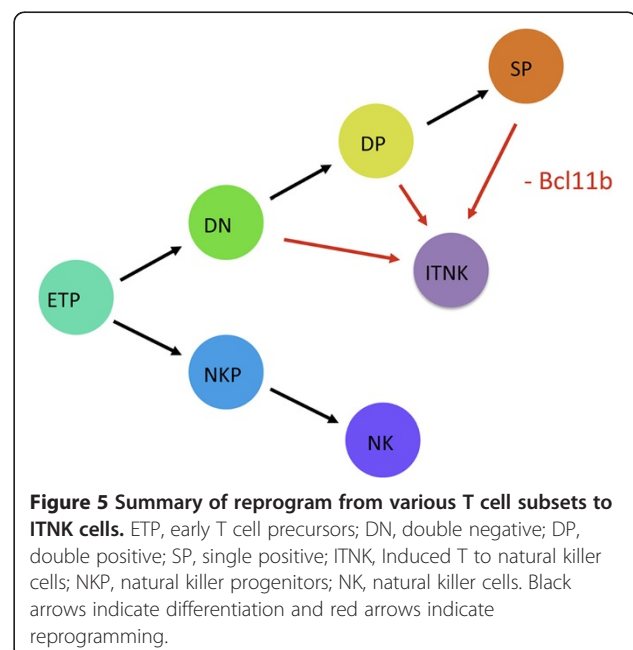 SP
DP
- Bcl11b
DN
ITNK
ETP
NKP
NK
Figure 5 Summary of reprogram from various T cell subsets to
ITNK cells. ETP, early T cell precursors; DN, double negative; DP,
double positive; SP, single positive; ITNK, Induced T to natural killer
cells; NKP, natural killer progenitors; NK, natural killer cells. Black
arrows indicate differentiation and red arrows indicate
reprogramming.